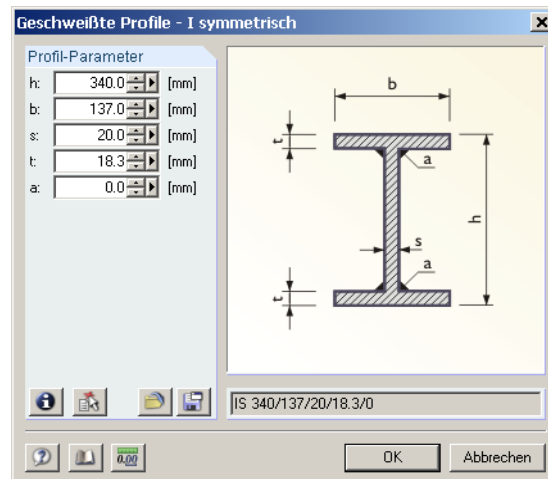 Geschweißte Profile - I symmetrisch
Profil-Parameter
h: 340.0 [mm]
b: 137.0 [mm]
s: 20.0 [mm]
t: 18.3 [mm]
a: 0.0 [mm]
b
t
a
h
s
a
t
IS 340/137/20/18.3/0
0.00
OK Abbrechen